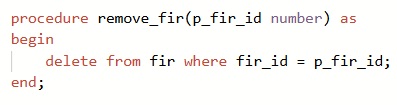 procedure remove_fir(p_fir_id number) as
begin
    delete from fir where fir_id = p_fir_id;
end;